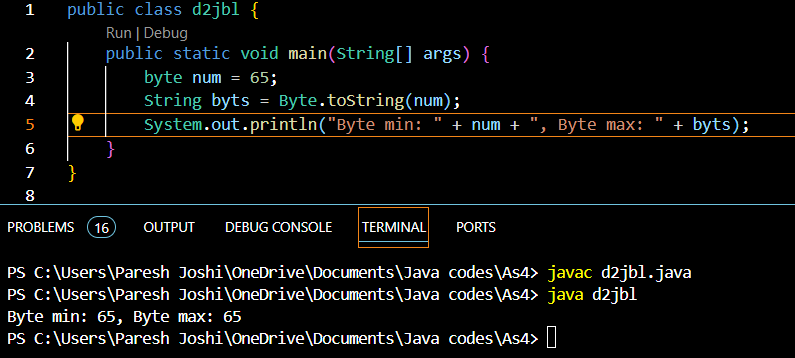 1 public class d2jbl {
Run | Debug
2 public static void main(String[] args) {
3 byte num = 65;
4 String byts = Byte.toString(num);
5 System.out.println("Byte min: " + num + ", Byte max: " + byts);
6 }
7 }
8
PROBLEMS 16 OUTPUT DEBUG CONSOLE TERMINAL PORTS
PS C:\Users\Paresh Joshi\OneDrive\Documents\Java codes\As4> javac d2jbl.java
PS C:\Users\Paresh Joshi\OneDrive\Documents\Java codes\As4> java d2jbl
Byte min: 65, Byte max: 65
PS C:\Users\Paresh Joshi\OneDrive\Documents\Java codes\As4>